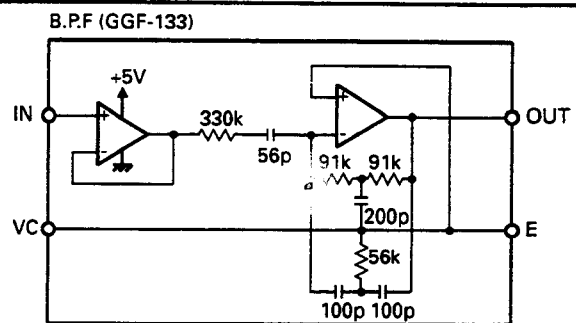 B.P.F (GGF-133)
+5V
IN
330k
56p
OUT
91k 91k
200p
VC
E
56k
100p 100p